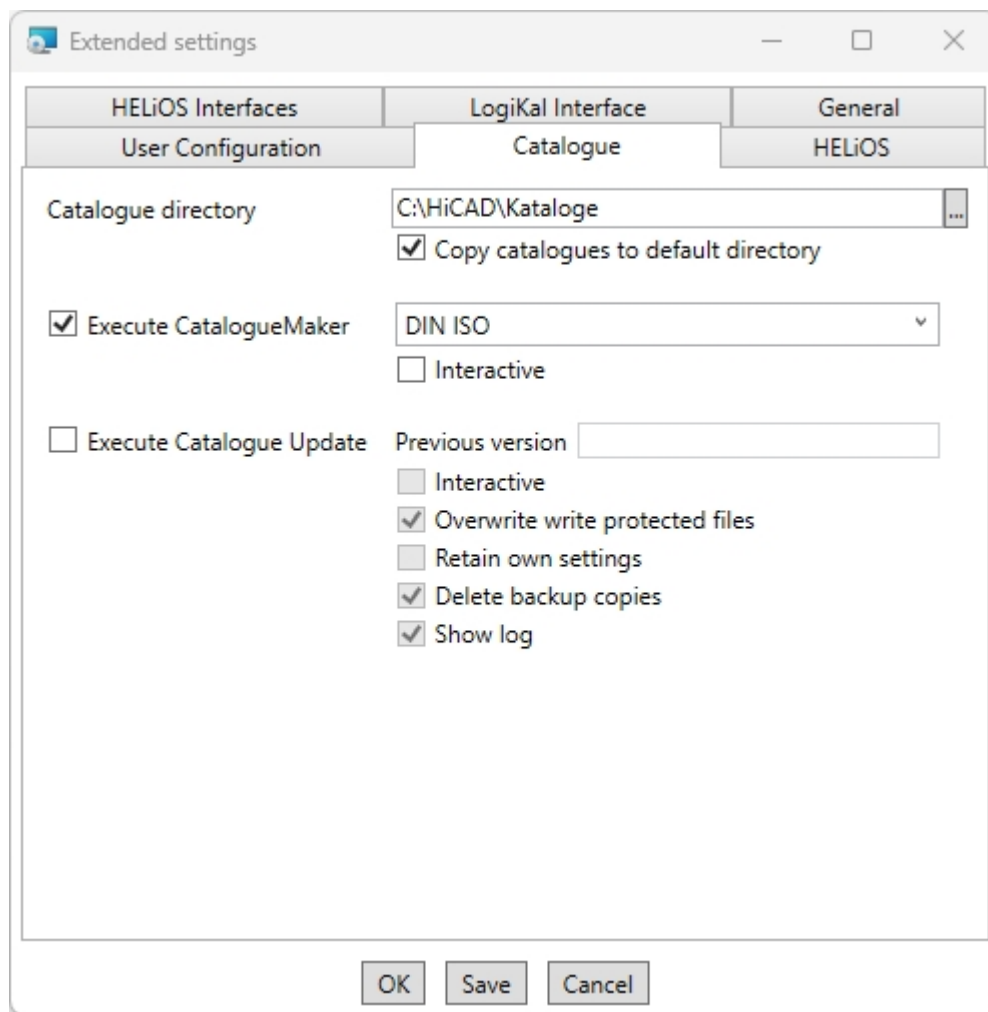 Extended settings
HELiOS Interfaces LogiKal Interface General
User Configuration Catalogue HELiOS
Catalogue directory C:\HiCAD\Kataloge ...
Copy catalogues to default directory
Execute CatalogueMaker DIN ISO
Interactive
Execute Catalogue Update Previous version
Interactive
Overwrite write protected files
Retain own settings
Delete backup copies
Show log
OK Save Cancel